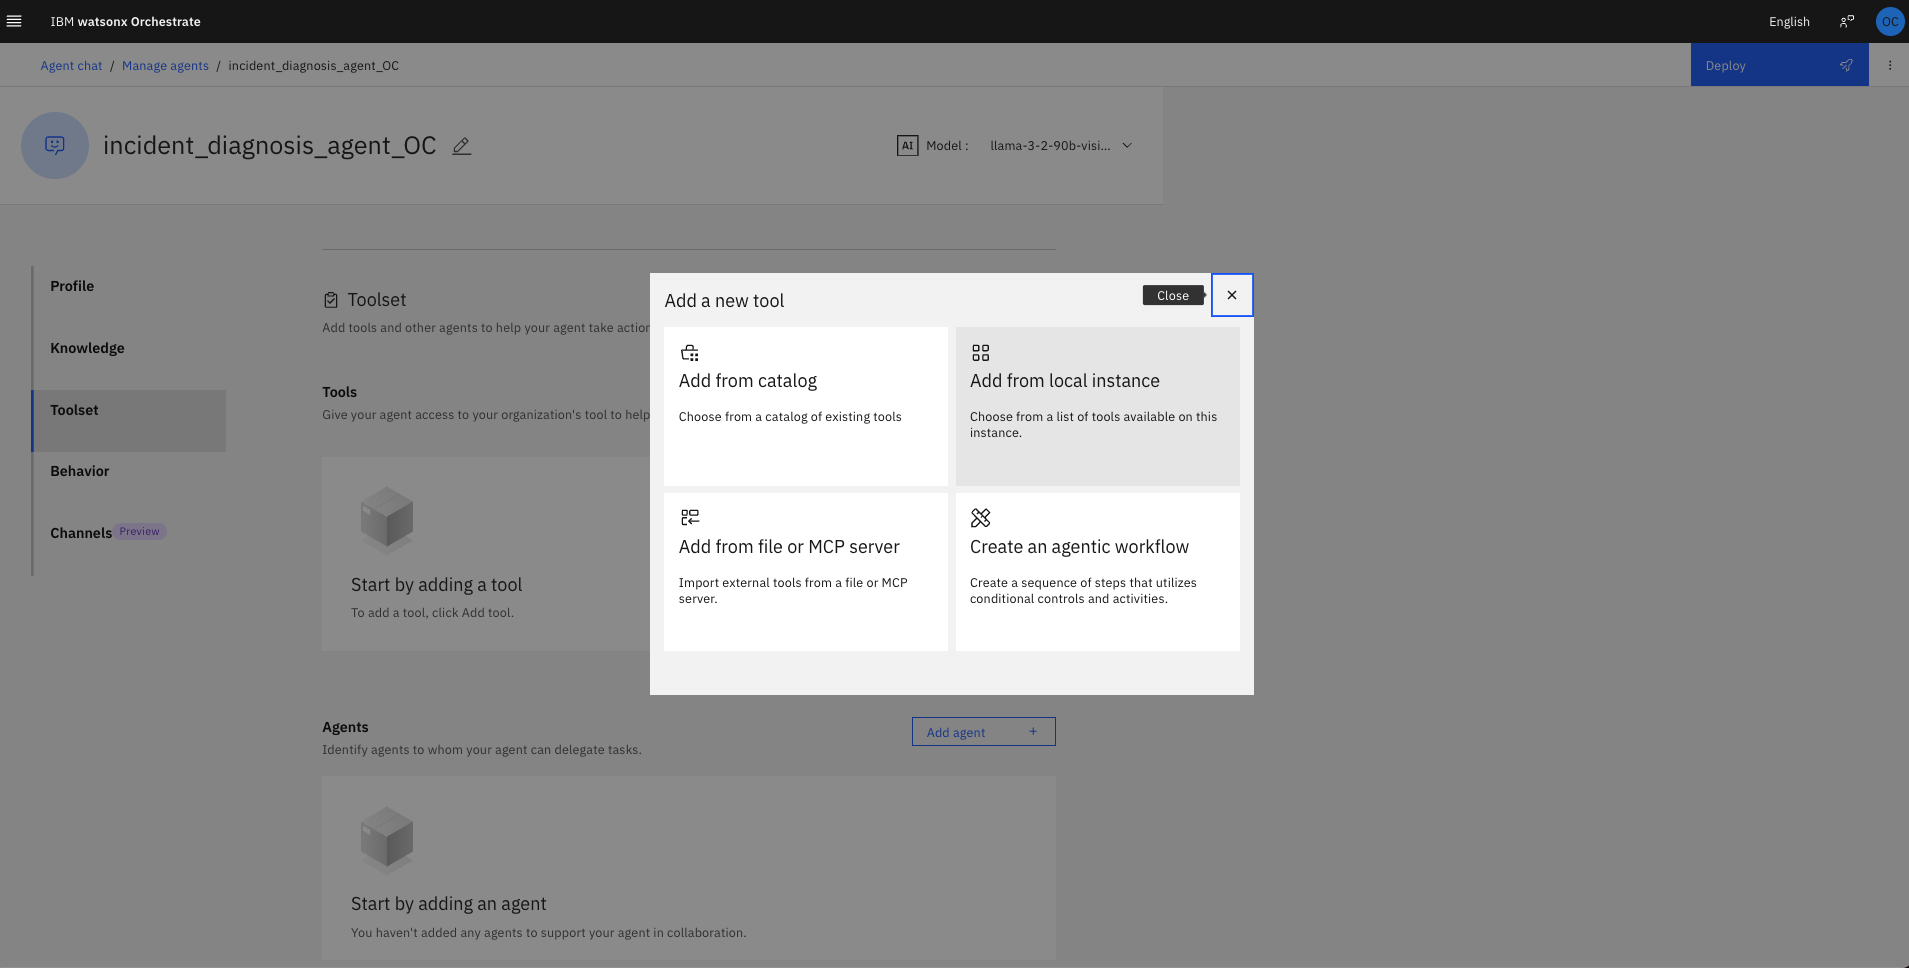 IBM watsonx Orchestrate
English
OC
Agent chat / Manage agents / incident_diagnosis_agent_OC
Deploy
incident_diagnosis_agent_OC
AI Model :
llama-3-2-90b-visi...
Profile
Knowledge
Toolset
Behavior
Channels Preview
Toolset
Add tools and other agents to help your agent take action
Tools
Give your agent access to your organization's tool to help
Start by adding a tool
To add a tool, click Add tool.
Add a new tool
Close
Add from catalog
Choose from a catalog of existing tools
Add from local instance
Choose from a list of tools available on this
instance.
Add from file or MCP server
Import external tools from a file or MCP
server.
Create an agentic workflow
Create a sequence of steps that utilizes
conditional controls and activities.
Agents
Identify agents to whom your agent can delegate tasks.
Add agent +
Start by adding an agent
You haven't added any agents to support your agent in collaboration.